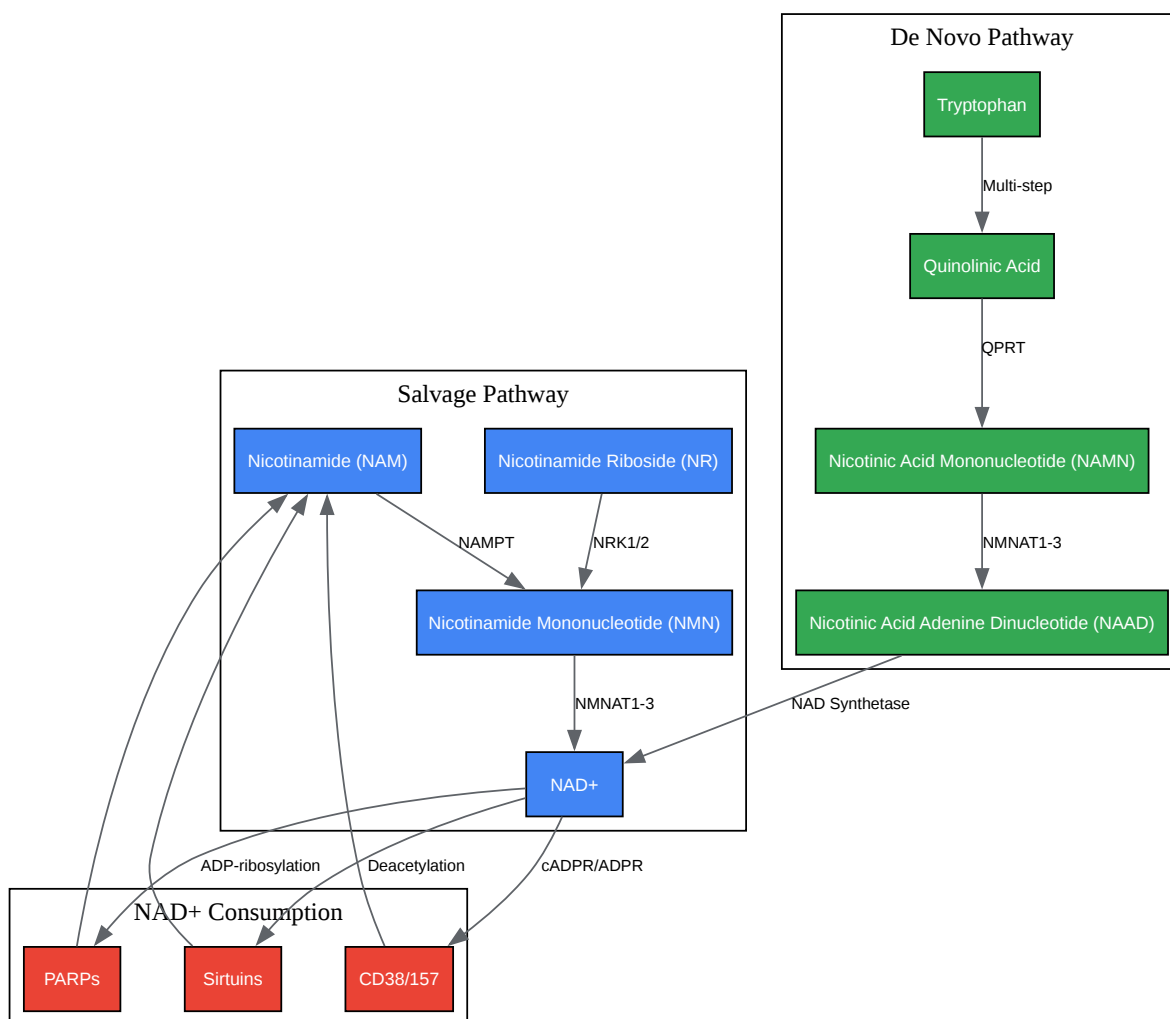 De Novo Pathway
Tryptophan
Multi-step
Quinolinic Acid
QPRT
Salvage Pathway
Nicotinamide (NAM)
Nicotinamide Riboside (NR)
Nicotinic Acid Mononucleotide (NAMN)
NAMPT
NRK1/2
NMNAT1-3
Nicotinamide Mononucleotide (NMN)
Nicotinic Acid Adenine Dinucleotide (NAAD)
NMNAT1-3
NAD Synthetase
NAD+
ADP-ribosylation
Deacetylation
cADPR/ADPR
NAD+ Consumption
PARPs
Sirtuins
CD38/157